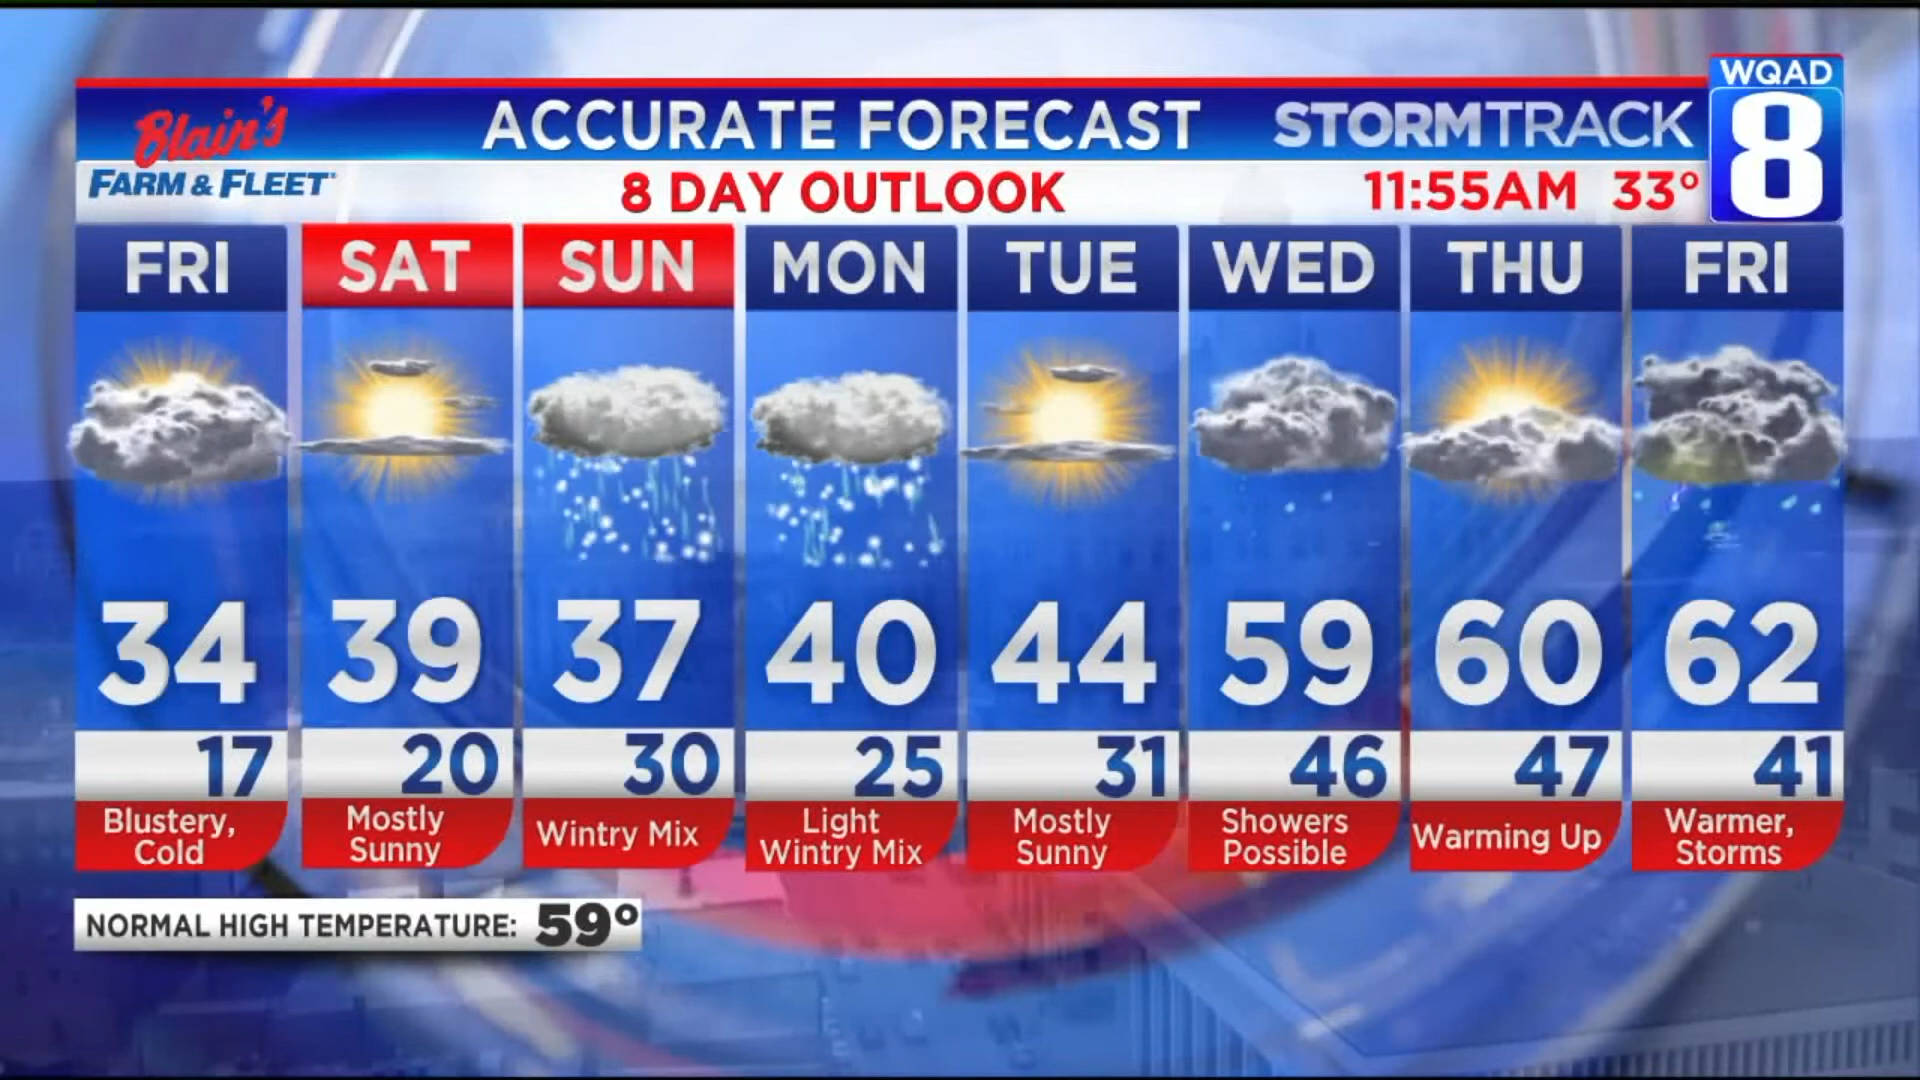 WQAD
8
Blain's
FARM & FLEET
ACCURATE FORECAST
STORMTRACK
8 DAY OUTLOOK
11:55AM 33°
FRI SAT SUN MON TUE WED THU FRI
34 39 37 40 44 59 60 62
17 20 30 25 31 46 47 41
Blustery,
Cold
Mostly
Sunny
Wintry Mix
Light
Wintry Mix
Mostly
Sunny
Showers
Possible
Warming Up
Warmer,
Storms
NORMAL HIGH TEMPERATURE: 59°